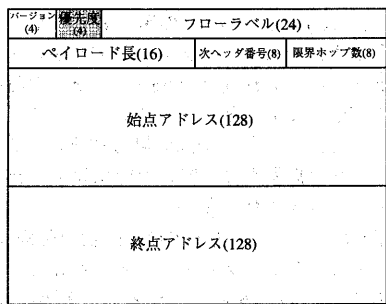 バージョン
(4)
優先度
(4)
フローラベル(24)
ペイロード長(16)
次ヘッダ番号(8)
限界ホップ数(8)
始点アドレス(128)
終点アドレス(128)